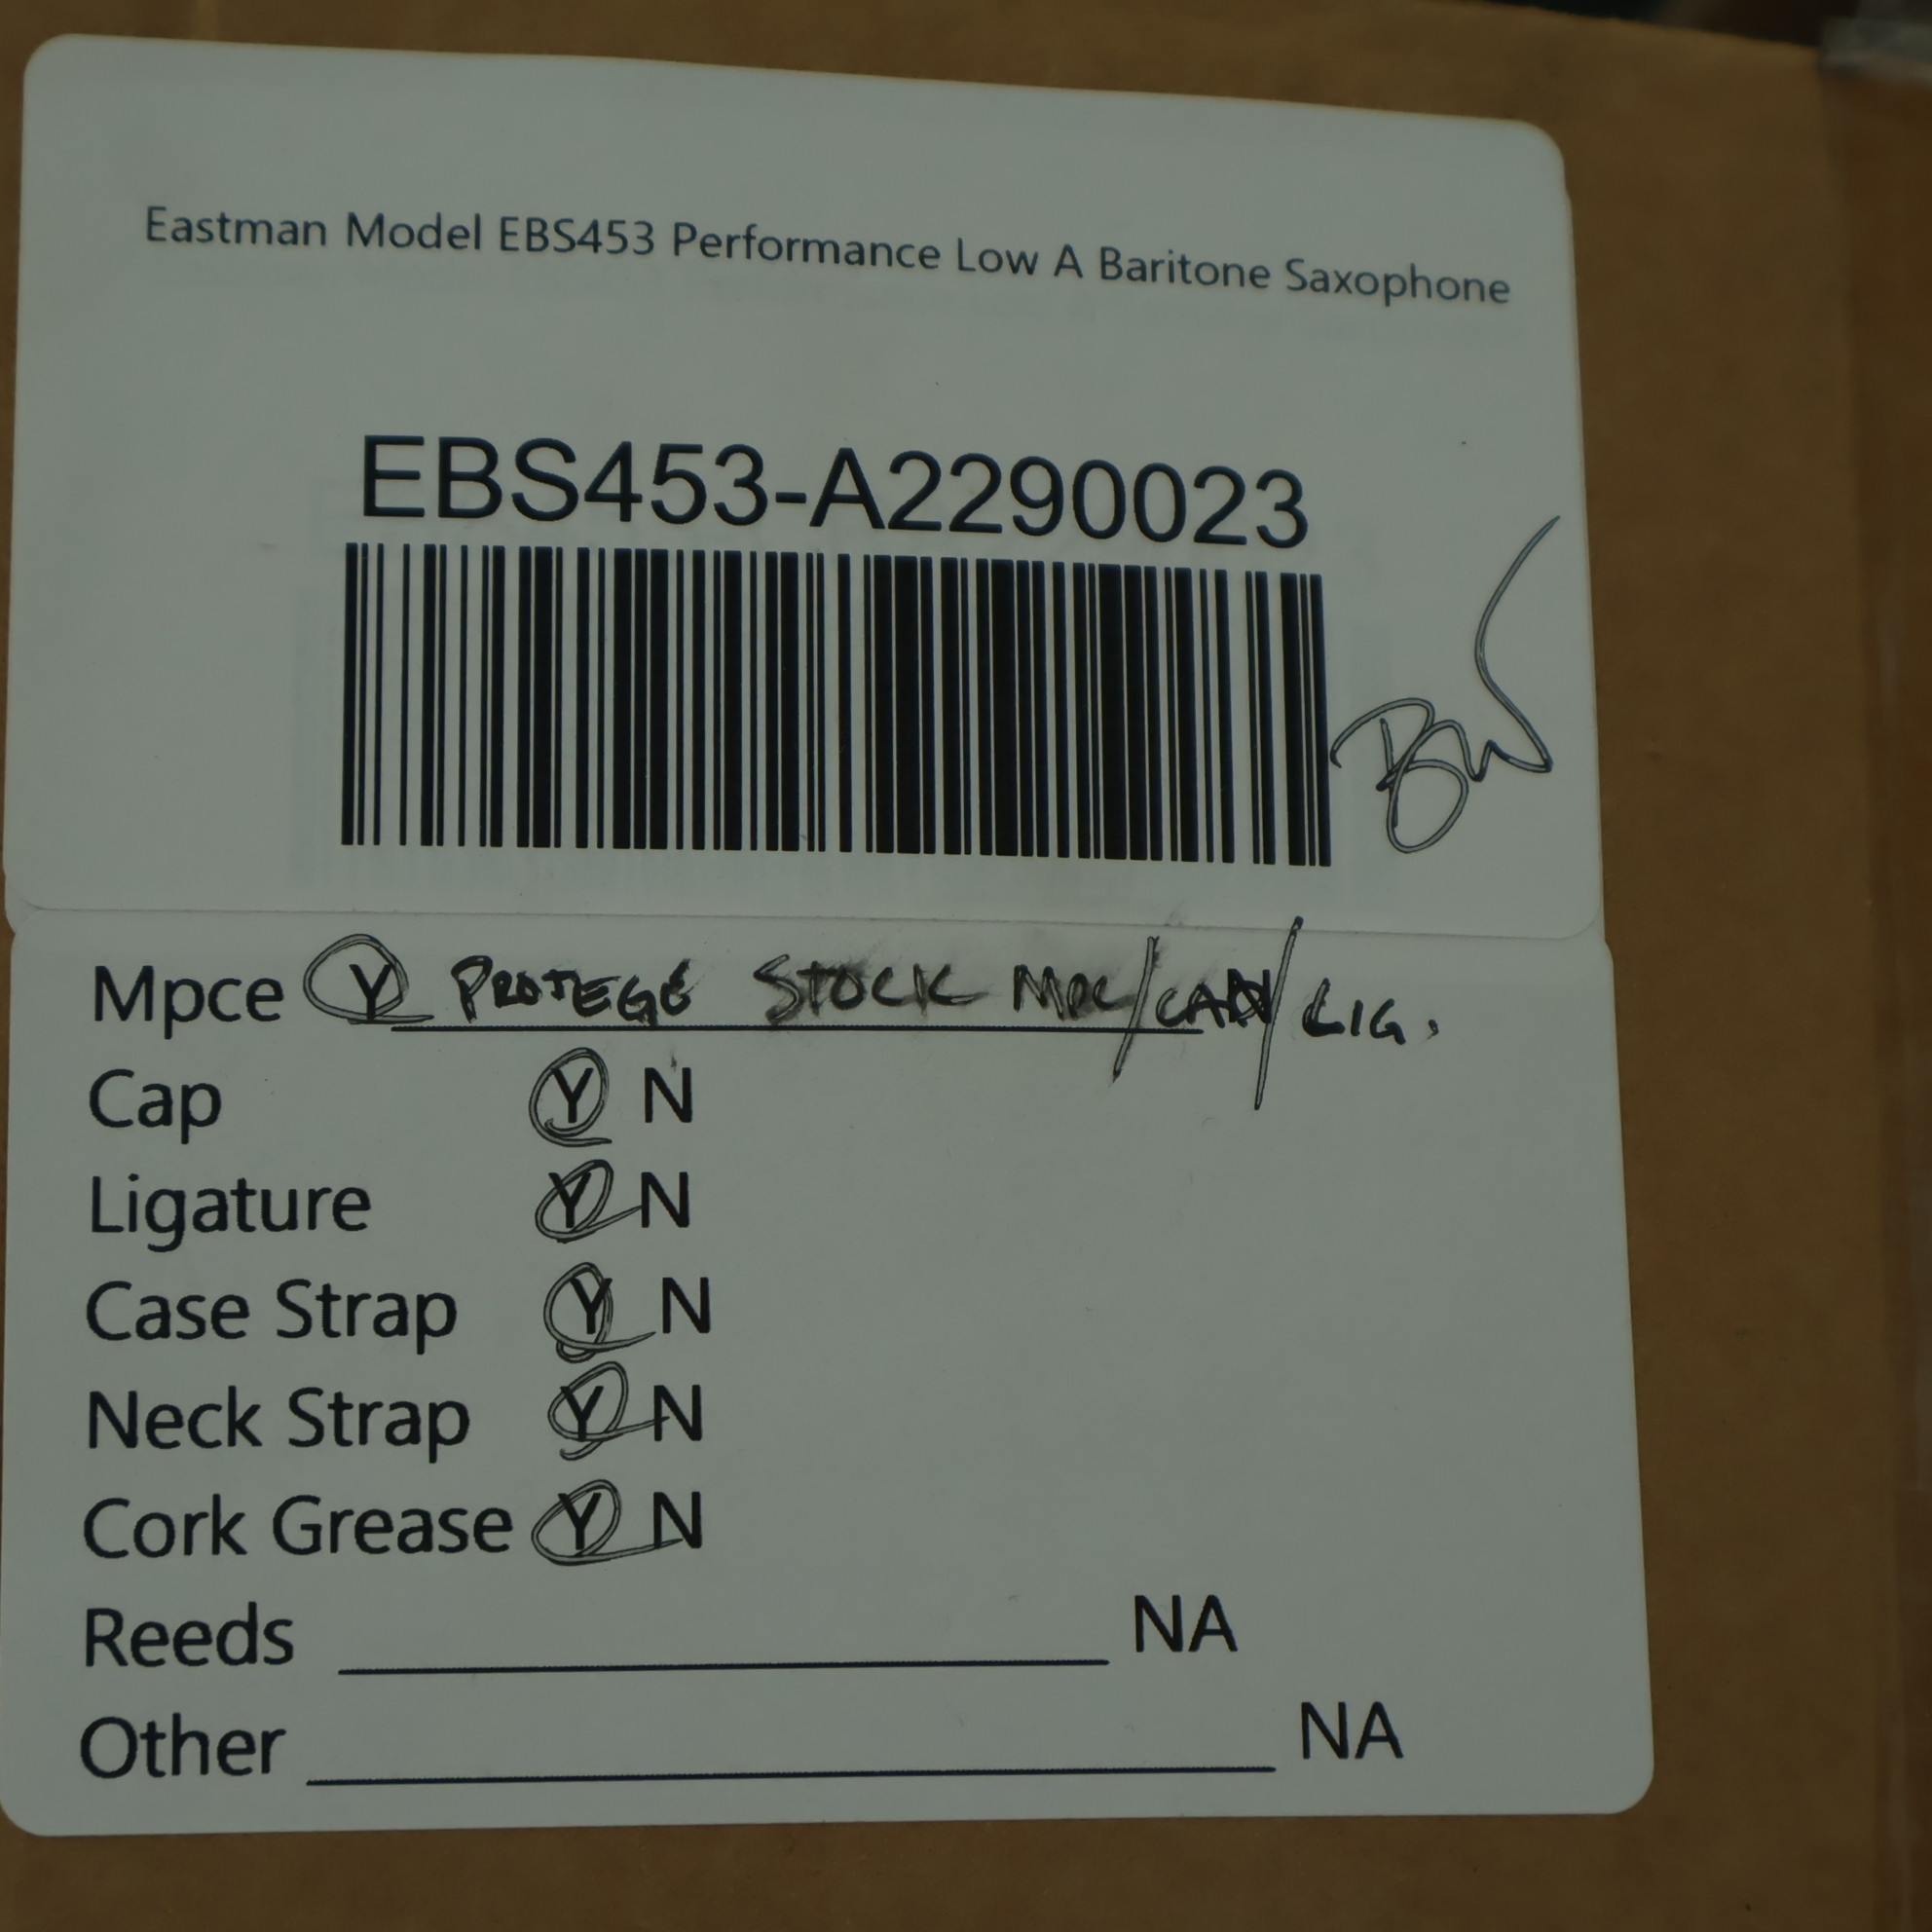 Eastman Model EBS453 Performance Low A Baritone Saxophone
EBS453-A2290023
BW
Mpce Y PROTEGÉ STOCK MPC/CAP/LIG.
Cap Y N
Ligature Y N
Case Strap Y N
Neck Strap Y N
Cork Grease Y N
Reeds NA
Other NA